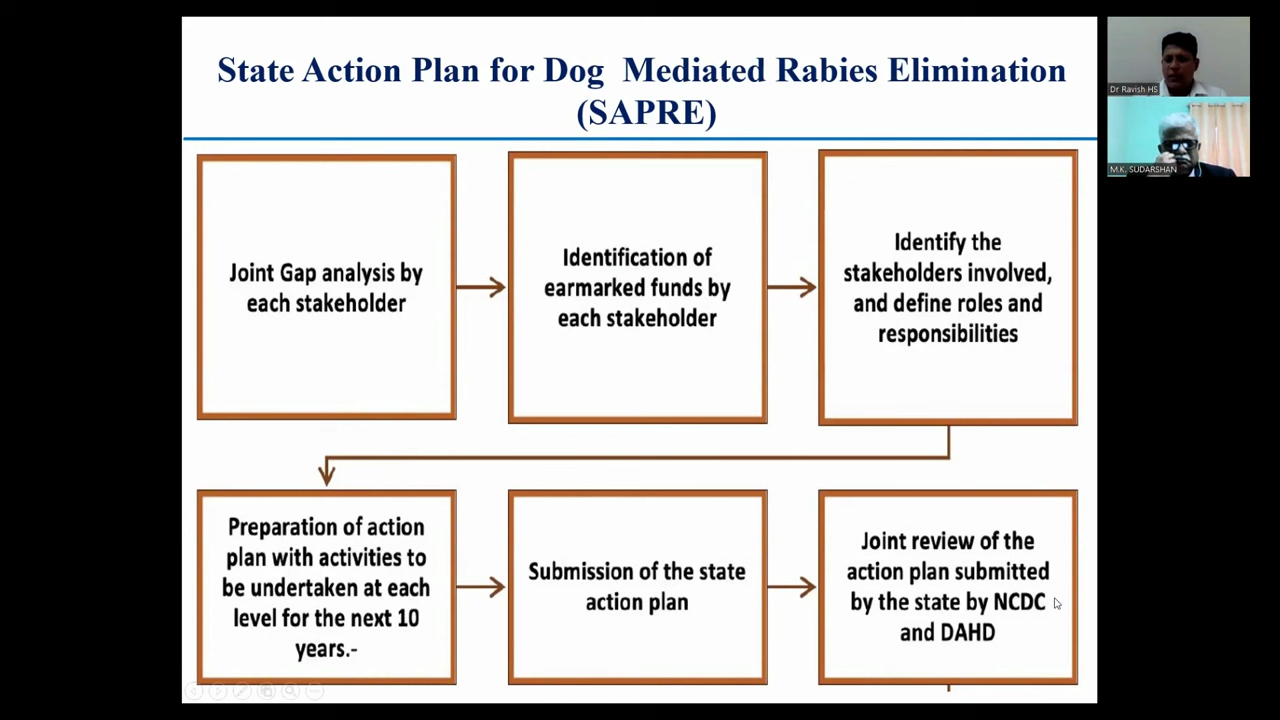 State Action Plan for Dog Mediated Rabies Elimination
(SAPRE)
Dr Ravish HS
M.K. SUDARSHAN
Joint Gap analysis by
each stakeholder
Identification of
earmarked funds by
each stakeholder
Identify the
stakeholders involved,
and define roles and
responsibilities
Preparation of action
plan with activities to
be undertaken at each
level for the next 10
years.-
Submission of the state
action plan
Joint review of the
action plan submitted
by the state by NCDC
and DAHD